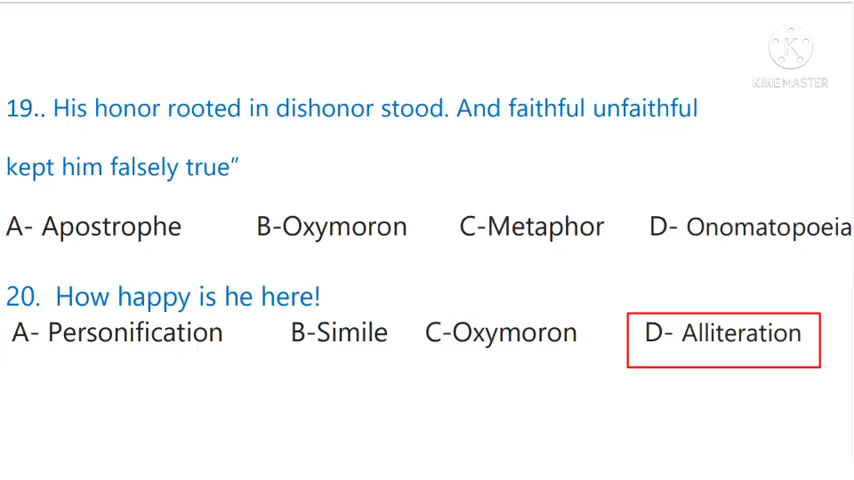 K
KINEMASTER
19.. His honor rooted in dishonor stood. And faithful unfaithful
kept him falsely true”
A- Apostrophe B-Oxymoron C-Metaphor D- Onomatopoeia
20. How happy is he here!
A- Personification B-Simile C-Oxymoron D- Alliteration